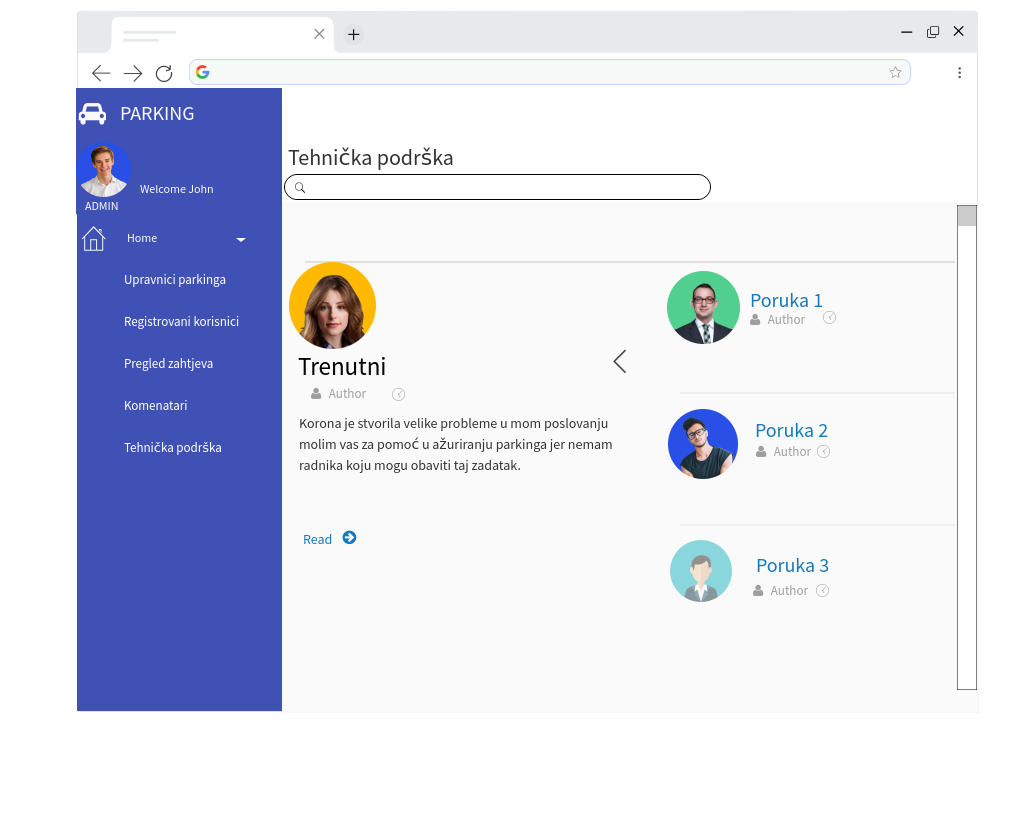 PARKING
Welcome John
ADMIN
Home
Upravnici parkinga
Registrovani korisnici
Pregled zahtjeva
Komenatari
Tehnička podrška
Tehnička podrška
Trenutni
Author
Korona je stvorila velike probleme u mom poslovanju
molim vas za pomoć u ažuriranju parkinga jer nemam
radnika koju mogu obaviti taj zadatak.
Read
Poruka 1
Author
Poruka 2
Author
Poruka 3
Author